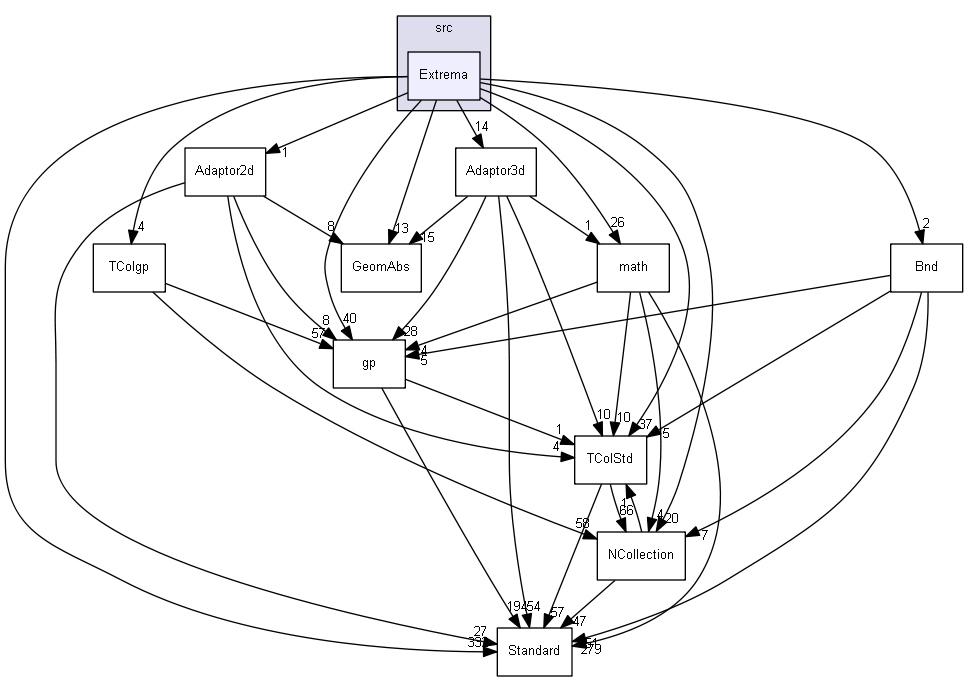 src
Extrema
14
1
Adaptor2d
Adaptor3d
4
8
13
15
1
26
2
TColgp
GeomAbs
math
Bnd
8
57
40
28
4
5
gp
1
4
10
10
37
5
TColStd
1
66
58
4
20
7
NCollection
194
54
57
47
27
51
279
Standard